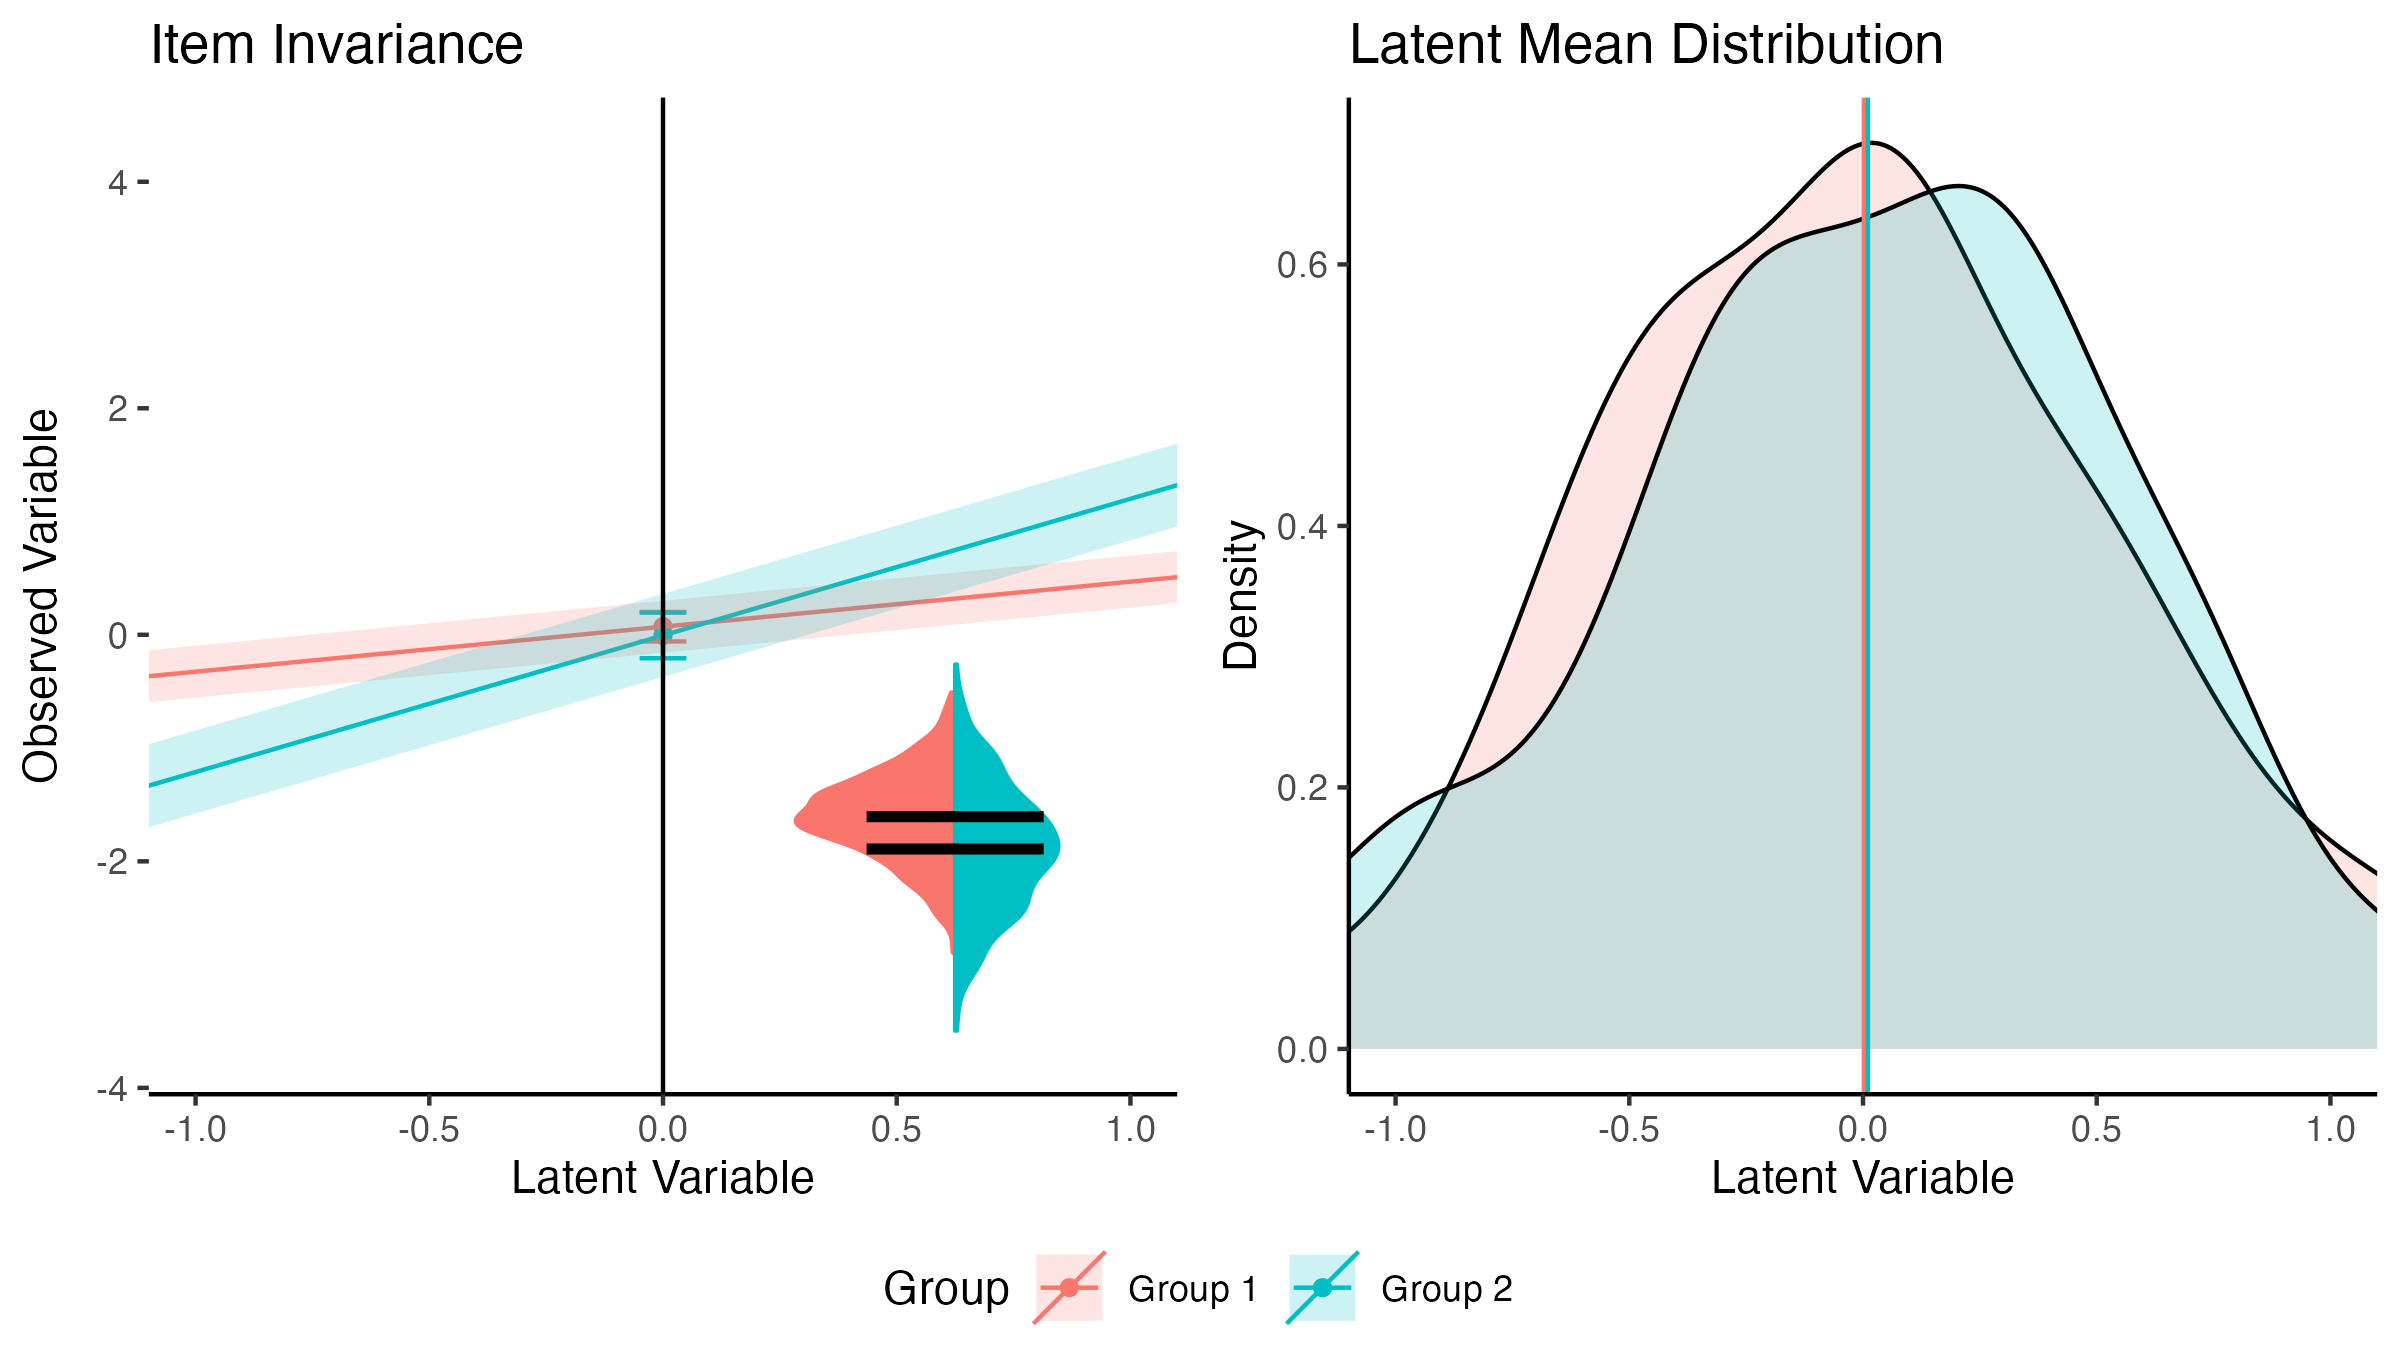 Item Invariance
Observed Variable
4
2
0
-2
-4
-1.0 -0.5 0.0 0.5 1.0
Latent Variable
Latent Mean Distribution
Density
0.6
0.4
0.2
0.0
-1.0 -0.5 0.0 0.5 1.0
Latent Variable
Group Group 1 Group 2